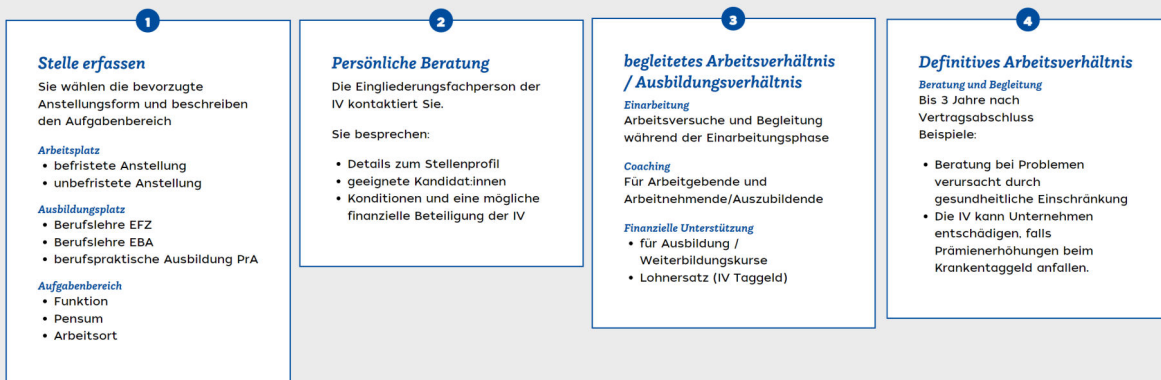 1
Stelle erfassen
Sie wählen die bevorzugte
Anstellungsform und beschreiben
den Aufgabenbereich
Arbeitsplatz
• befristete Anstellung
• unbefristete Anstellung
Ausbildungsplatz
• Berufslehre EFZ
• Berufslehre EBA
• berufspraktische Ausbildung PrA
Aufgabenbereich
• Funktion
• Pensum
• Arbeitsort
2
Persönliche Beratung
Die Eingliederungsfachperson der
IV kontaktiert Sie.
Sie besprechen:
• Details zum Stellenprofil
• geeignete Kandidat:innen
• Konditionen und eine mögliche
finanzielle Beteiligung der IV
3
begleitetes Arbeitsverhältnis
/ Ausbildungsverhältnis
Einarbeitung
Arbeitsversuche und Begleitung
während der Einarbeitungsphase
Coaching
Für Arbeitgebende und
Arbeitnehmende/Auszubildende
Finanzielle Unterstützung
• für Ausbildung /
Weiterbildungskurse
• Lohnersatz (IV Taggeld)
4
Definitives Arbeitsverhältnis
Beratung und Begleitung
Bis 3 Jahre nach
Vertragsabschluss
Beispiele:
• Beratung bei Problemen
verursacht durch
gesundheitliche Einschränkung
• Die IV kann Unternehmen
entschädigen, falls
Prämienerhöhungen beim
Krankentaggeld anfallen.